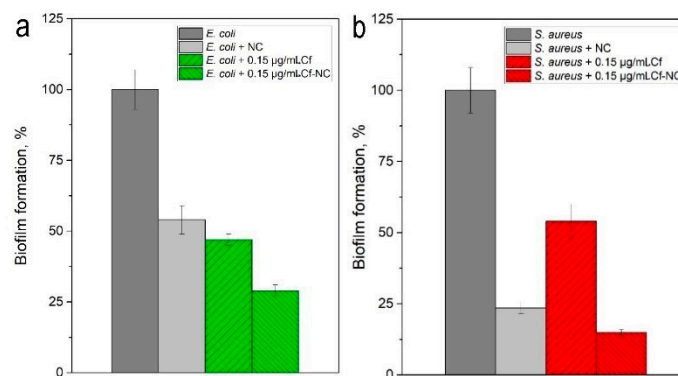 a
E. coli
E. coli + NC
E. coli + 0.15 µg/mLCf
E. coli + 0.15 µg/mLCf-NC
Biofilm formation, %
125
100
75
50
25
0
b
S. aureus
S. aureus + NC
S. aureus + 0.15 µg/mLCf
S. aureus + 0.15 µg/mLCf-NC
Biofilm formation, %
125
100
75
50
25
0